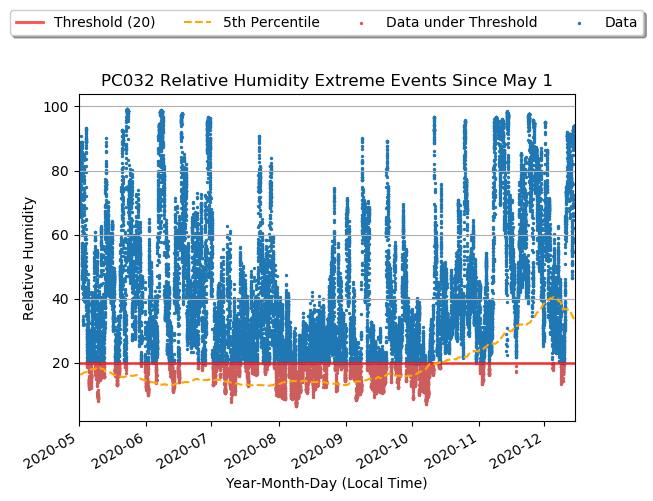 Threshold (20) 5th Percentile Data under Threshold Data
PC032 Relative Humidity Extreme Events Since May 1
100
80
60
40
20
Relative Humidity
2020-05 2020-06 2020-07 2020-08 2020-09 2020-10 2020-11 2020-12
Year-Month-Day (Local Time)